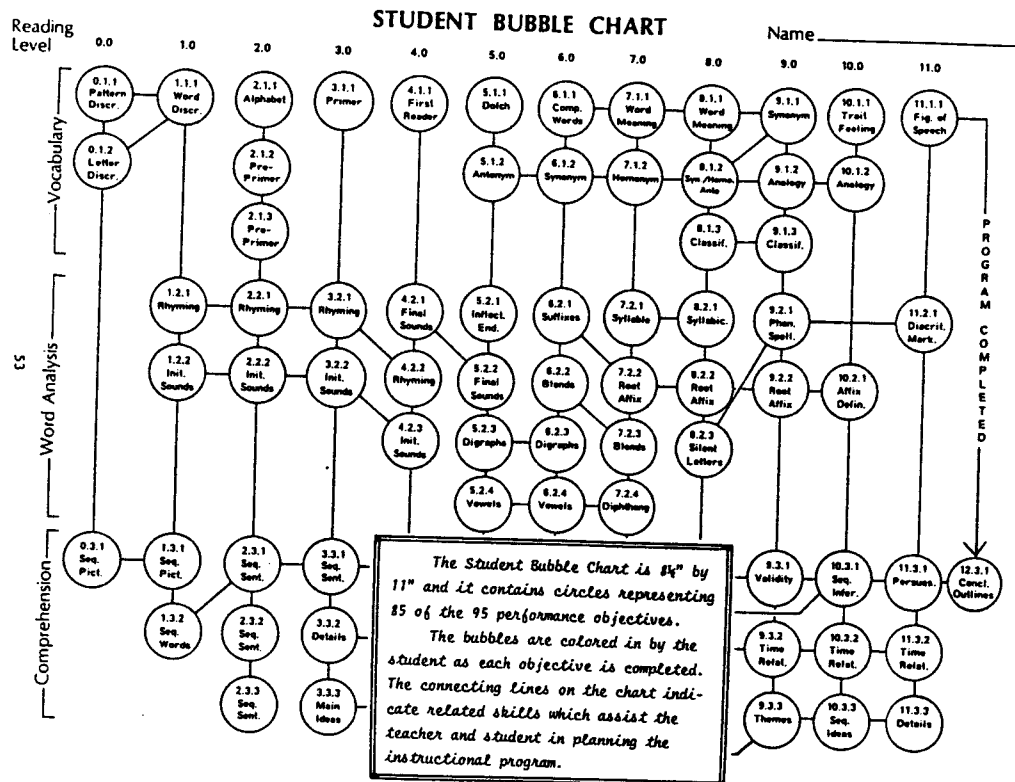 STUDENT BUBBLE CHART
Name
Reading
Level
0.0 1.0 2.0 3.0 4.0 5.0 6.0 7.0 8.0 9.0 10.0 11.0
Vocabulary
0.1.1 Pattern Discr.
1.1.1 Word Discr.
2.1.1 Alphabet
3.1.1 Primer
4.1.1 First Reader
5.1.1 Dolch
6.1.1 Comp. Words
7.1.1 Word Meaning
8.1.1 Word Meaning
9.1.1 Synonym
10.1.1 Trait Feeling
11.1.1 Fig. of Speech
0.1.2 Letter Discr.
2.1.2 Pre-Primer
5.1.2 Antonym
6.1.2 Synonym
7.1.2 Homonym
8.1.2 Syn./Homo. Anto
9.1.2 Analogy
10.1.2 Analogy
2.1.3 Pre-Primer
8.1.3 Classif.
9.1.3 Classif.
PROGRAM COMPLETED
Word Analysis
1.2.1 Rhyming
2.2.1 Rhyming
3.2.1 Rhyming
4.2.1 Final Sounds
5.2.1 Inflect. End.
6.2.1 Suffixes
7.2.1 Syllable
8.2.1 Syllabic.
9.2.1 Phon. Spell.
11.2.1 Diacrit. Mark.
1.2.2 Init. Sounds
2.2.2 Init. Sounds
3.2.2 Init. Sounds
4.2.2 Rhyming
5.2.2 Final Sounds
6.2.2 Blends
7.2.2 Root Affix
8.2.2 Root Affix
9.2.2 Root Affix
10.2.1 Affix Defin.
4.2.3 Init. Sounds
5.2.3 Digraphs
6.2.3 Digraphs
7.2.3 Blends
8.2.3 Silent Letters
5.2.4 Vowels
6.2.4 Vowels
7.2.4 Diphthong
53
Comprehension
0.3.1 Seq. Pict.
1.3.1 Seq. Pict.
2.3.1 Seq. Sent.
3.3.1 Seq. Sent.
9.3.1 Validity
10.3.1 Seq. Infer.
11.3.1 Persues.
12.3.1 Concl. Outlines
1.3.2 Seq. Words
2.3.2 Seq. Sent.
3.3.2 Details
9.3.2 Time Relat.
10.3.2 Time Relat.
11.3.2 Time Relat.
2.3.3 Seq. Sent.
3.3.3 Main Ideas
9.3.3 Themes
10.3.3 Seq. Ideas
11.3.3 Details
The Student Bubble Chart is 8½" by
11" and it contains circles representing
85 of the 95 performance objectives.
The bubbles are colored in by the
student as each objective is completed.
The connecting lines on the chart indi-
cate related skills which assist the
teacher and student in planning the
instructional program.